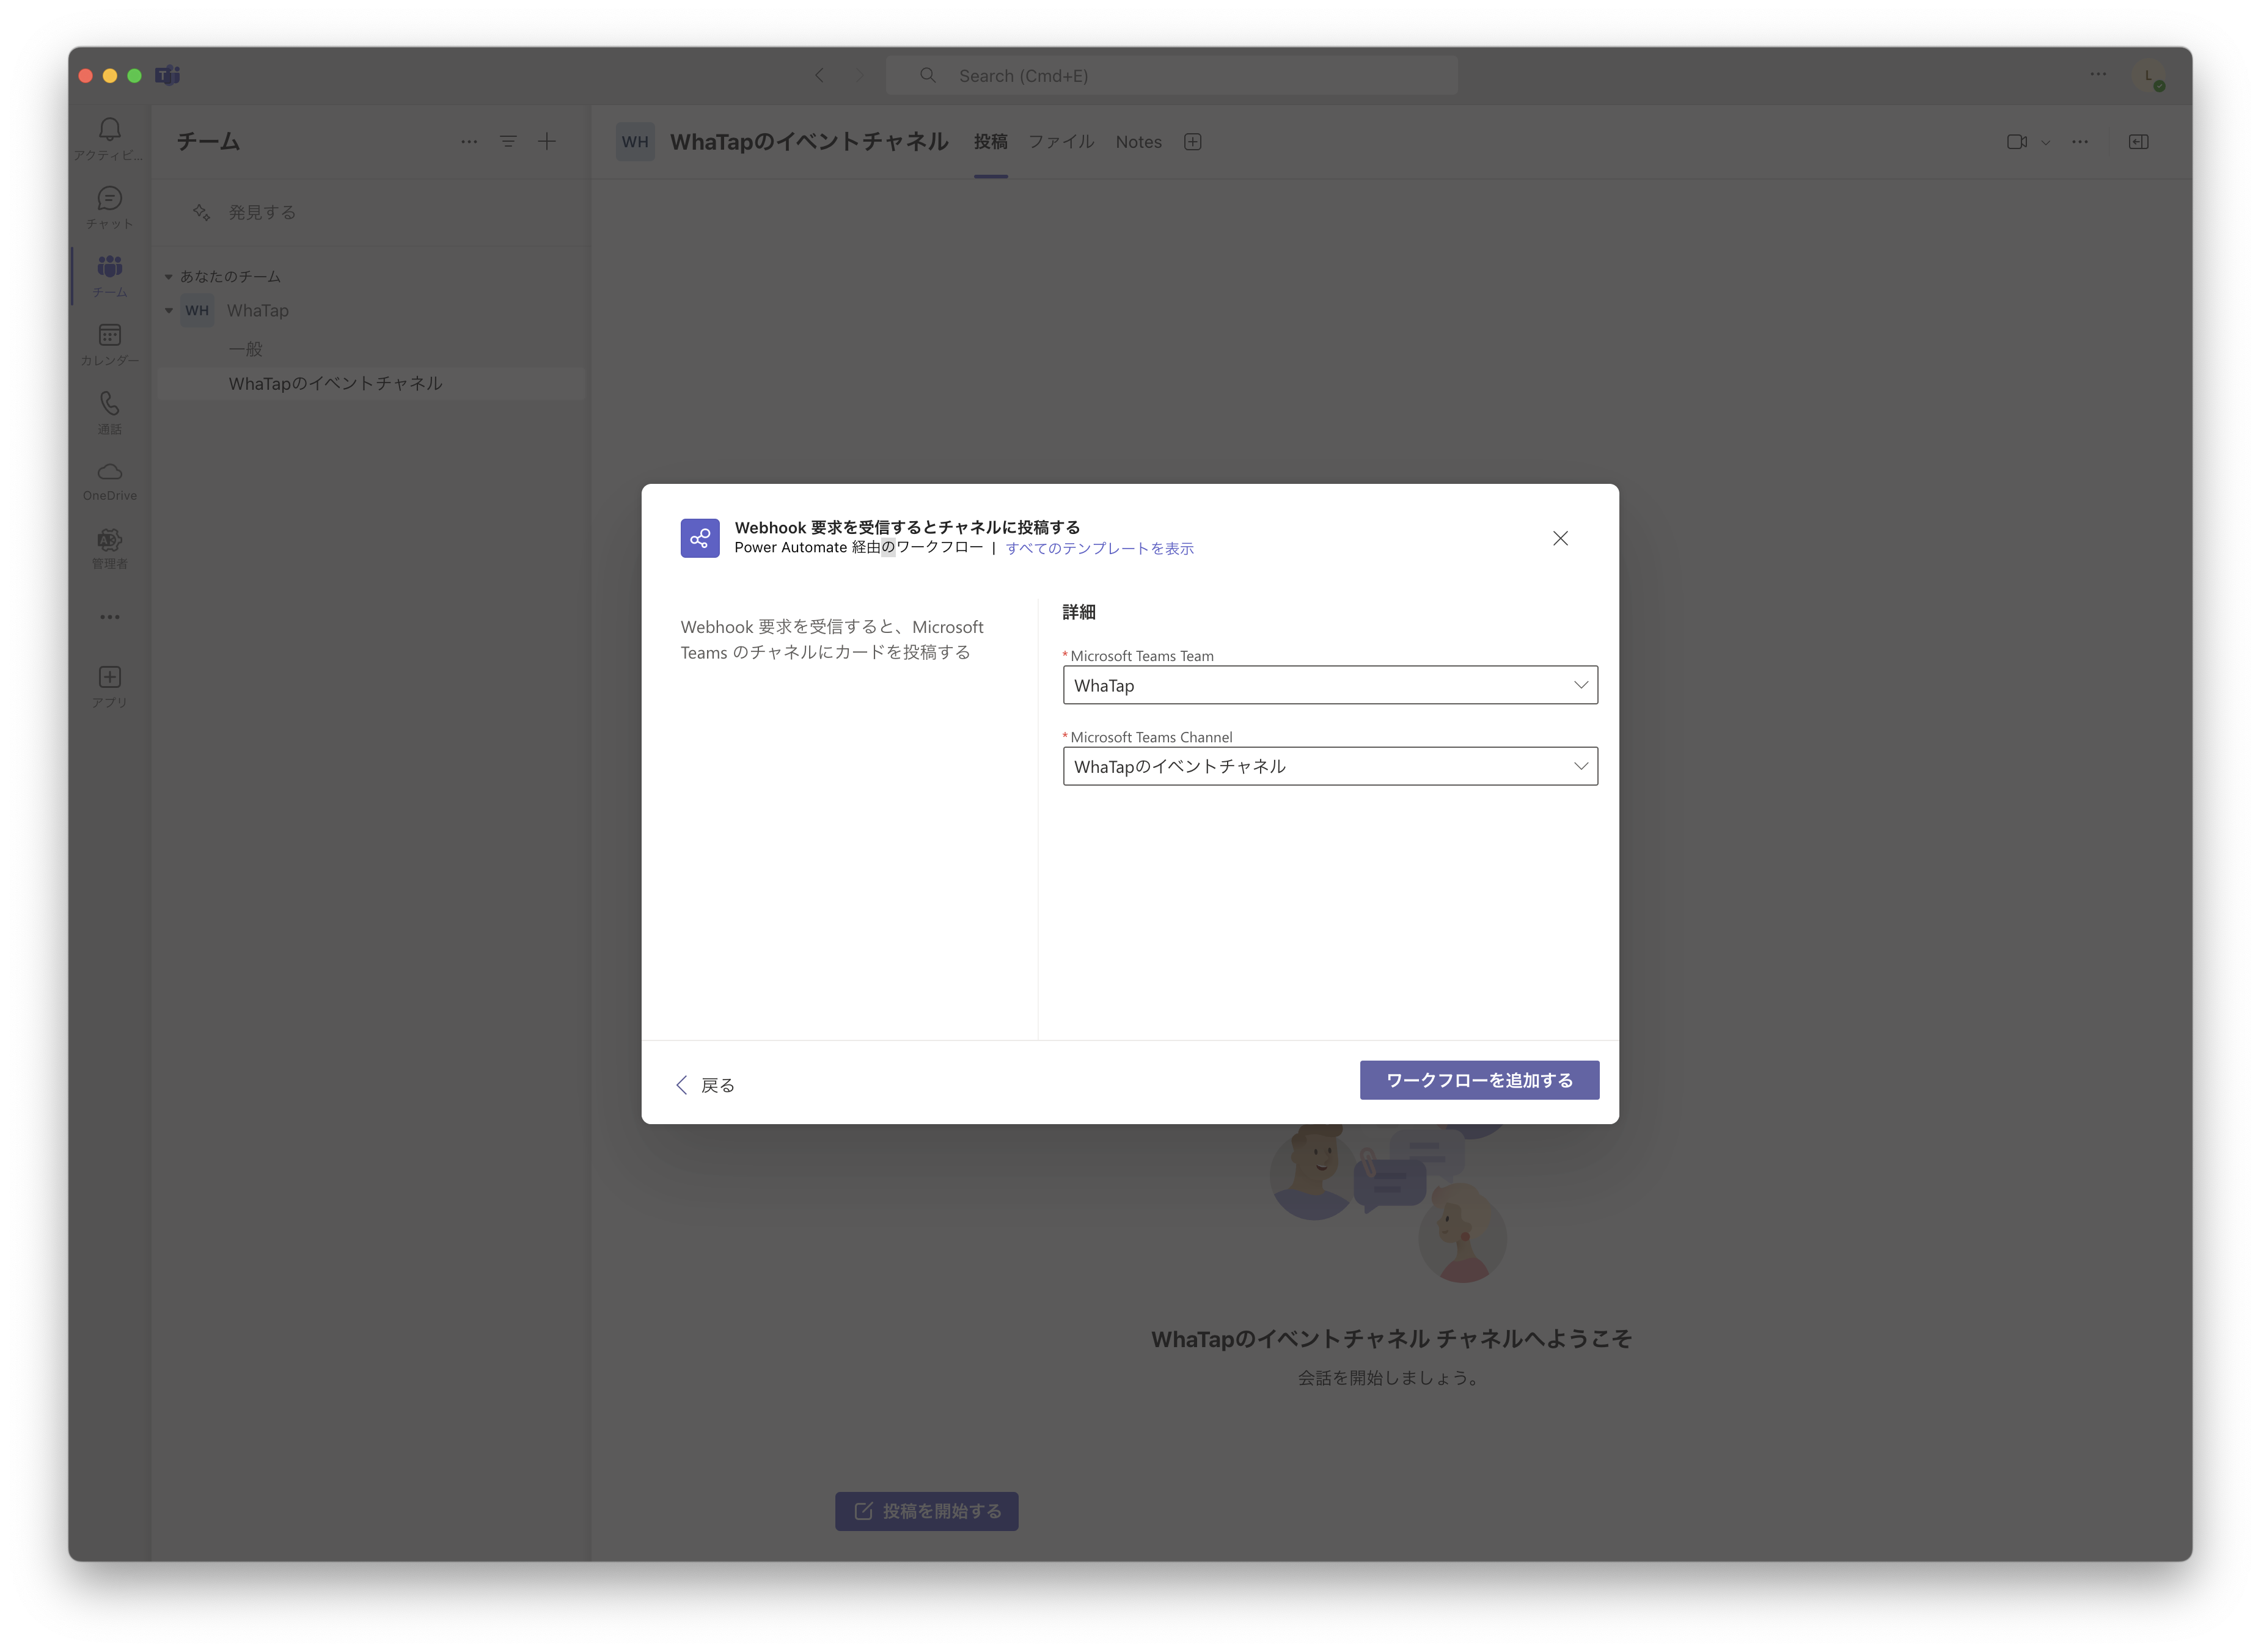 Search (Cmd+E)
L
アクティビ...
チャット
チーム
カレンダー
通話
OneDrive
管理者
アプリ
チーム
発見する
あなたのチーム
WH WhaTap
一般
WhaTapのイベントチャネル
WH WhaTapのイベントチャネル 投稿 ファイル Notes
Webhook 要求を受信するとチャネルに投稿する
Power Automate 経由のワークフロー | すべてのテンプレートを表示
Webhook 要求を受信すると、Microsoft
Teams のチャネルにカードを投稿する
詳細
*Microsoft Teams Team
WhaTap
*Microsoft Teams Channel
WhaTapのイベントチャネル
戻る
ワークフローを追加する
WhaTapのイベントチャネル チャネルへようこそ
会話を開始しましょう。
投稿を開始する